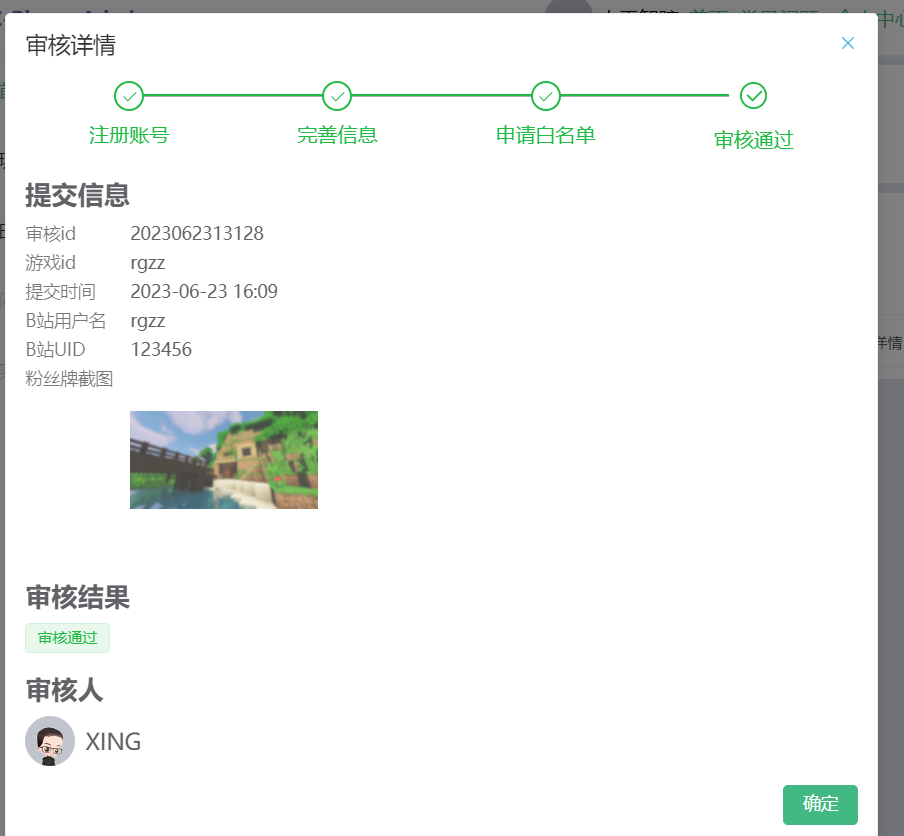 审核详情
注册账号
完善信息
申请白名单
审核通过
提交信息
审核id 2023062313128
游戏id rgzz
提交时间 2023-06-23 16:09
B站用户名 rgzz
B站UID 123456
粉丝牌截图
详情
审核结果
审核通过
审核人
XING
确定